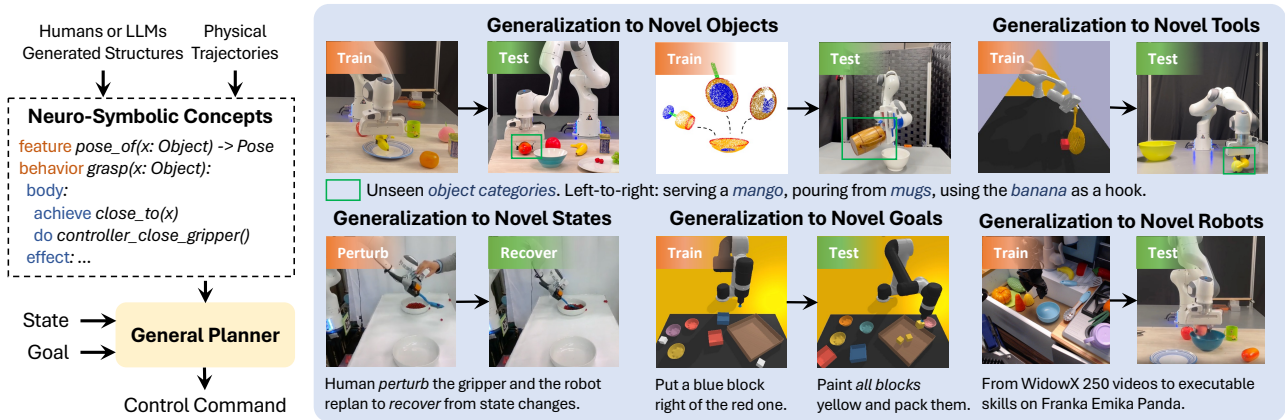 Humans or LLMs
Generated Structures
Physical
Trajectories
Neuro-Symbolic Concepts
feature pose_of(x: Object) -> Pose
behavior grasp(x: Object):
body:
achieve close_to(x)
do controller_close_gripper()
effect: ...
State
Goal
General Planner
Control Command
Generalization to Novel Objects
Train
Test
Train
Test
Generalization to Novel Tools
Train
Test
Unseen object categories. Left-to-right: serving a mango, pouring from mugs, using the banana as a hook.
Generalization to Novel States
Perturb
Recover
Human perturb the gripper and the robot
replan to recover from state changes.
Generalization to Novel Goals
Train
Test
Put a blue block
right of the red one.
Paint all blocks
yellow and pack them.
Generalization to Novel Robots
Train
Test
From WidowX 250 videos to executable
skills on Franka Emika Panda.